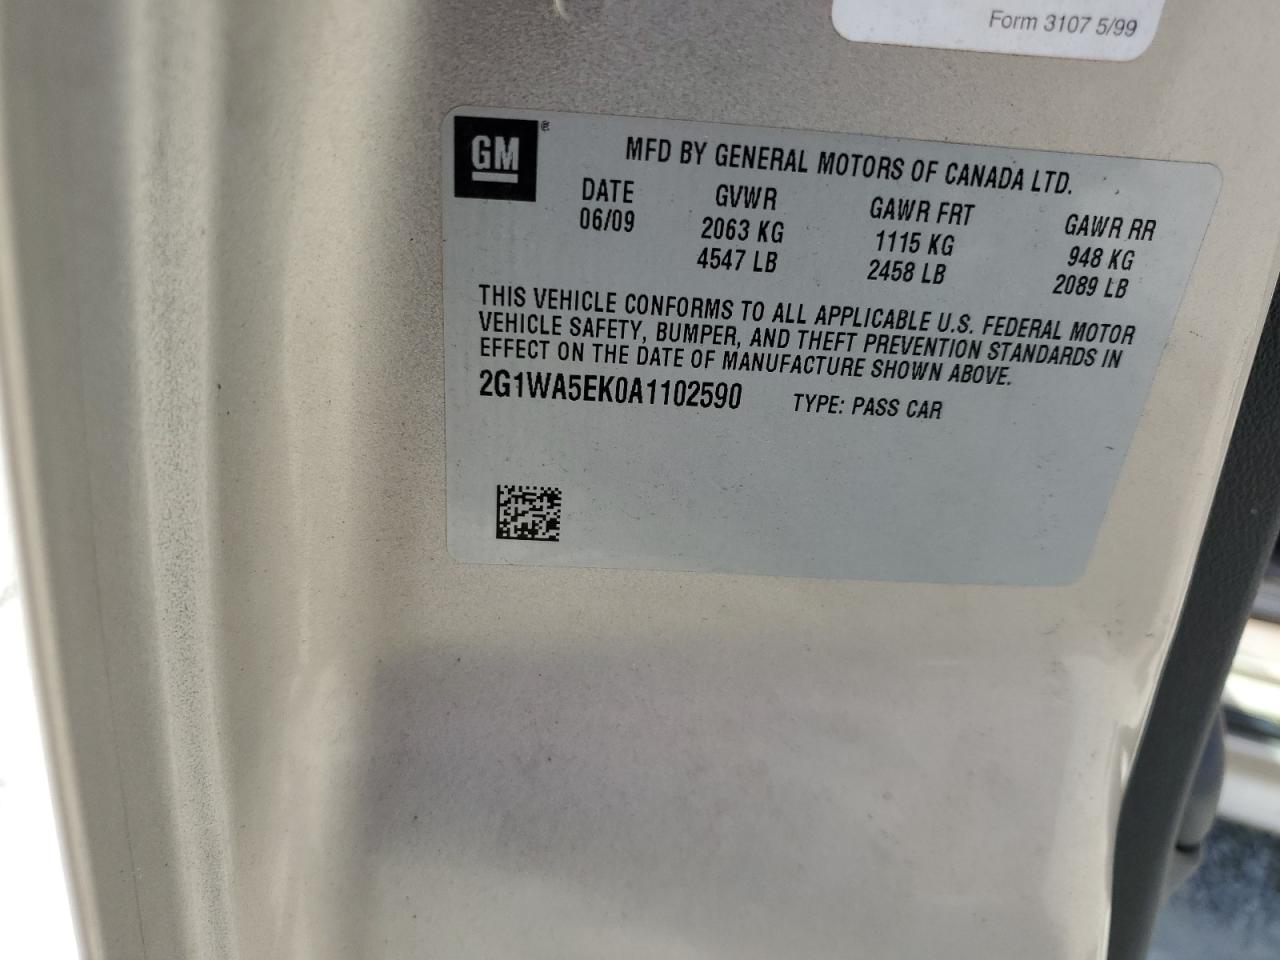 Form 3107 5/99
GM®
MFD BY GENERAL MOTORS OF CANADA LTD.
DATE GVWR GAWR FRT GAWR RR
06/09 2063 KG 1115 KG 948 KG
4547 LB 2458 LB 2089 LB
THIS VEHICLE CONFORMS TO ALL APPLICABLE U.S. FEDERAL MOTOR
VEHICLE SAFETY, BUMPER, AND THEFT PREVENTION STANDARDS IN
EFFECT ON THE DATE OF MANUFACTURE SHOWN ABOVE.
2G1WA5EK0A1102590 TYPE: PASS CAR